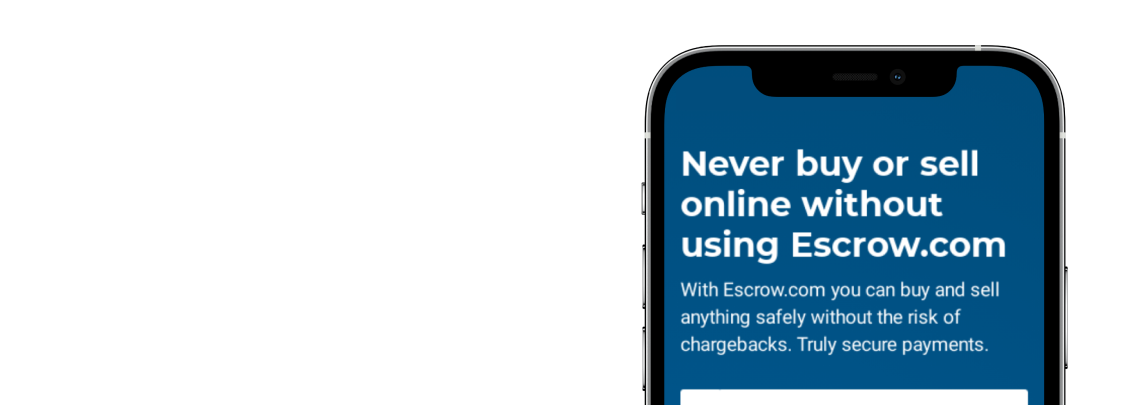 Never buy or sell
online without
using Escrow.com
With Escrow.com you can buy and sell
anything safely without the risk of
chargebacks. Truly secure payments.